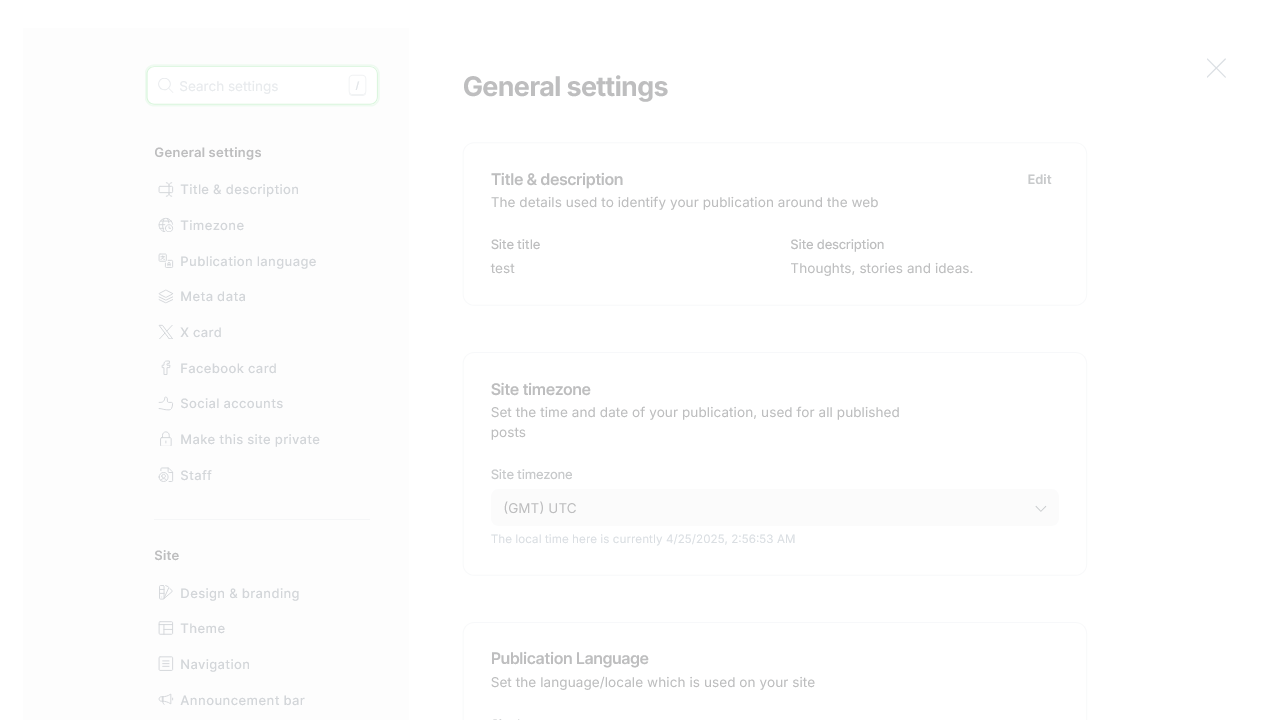 Search settings
/
General settings
Title & description
Timezone
Publication language
Meta data
X card
Facebook card
Social accounts
Make this site private
Staff
Site
Design & branding
Theme
Navigation
Announcement bar
General settings
Title & description
Edit
The details used to identify your publication around the web
Site title
Site description
test
Thoughts, stories and ideas.
Site timezone
Set the time and date of your publication, used for all published
posts
Site timezone
(GMT) UTC
The local time here is currently 4/25/2025, 2:56:53 AM
Publication Language
Set the language/locale which is used on your site